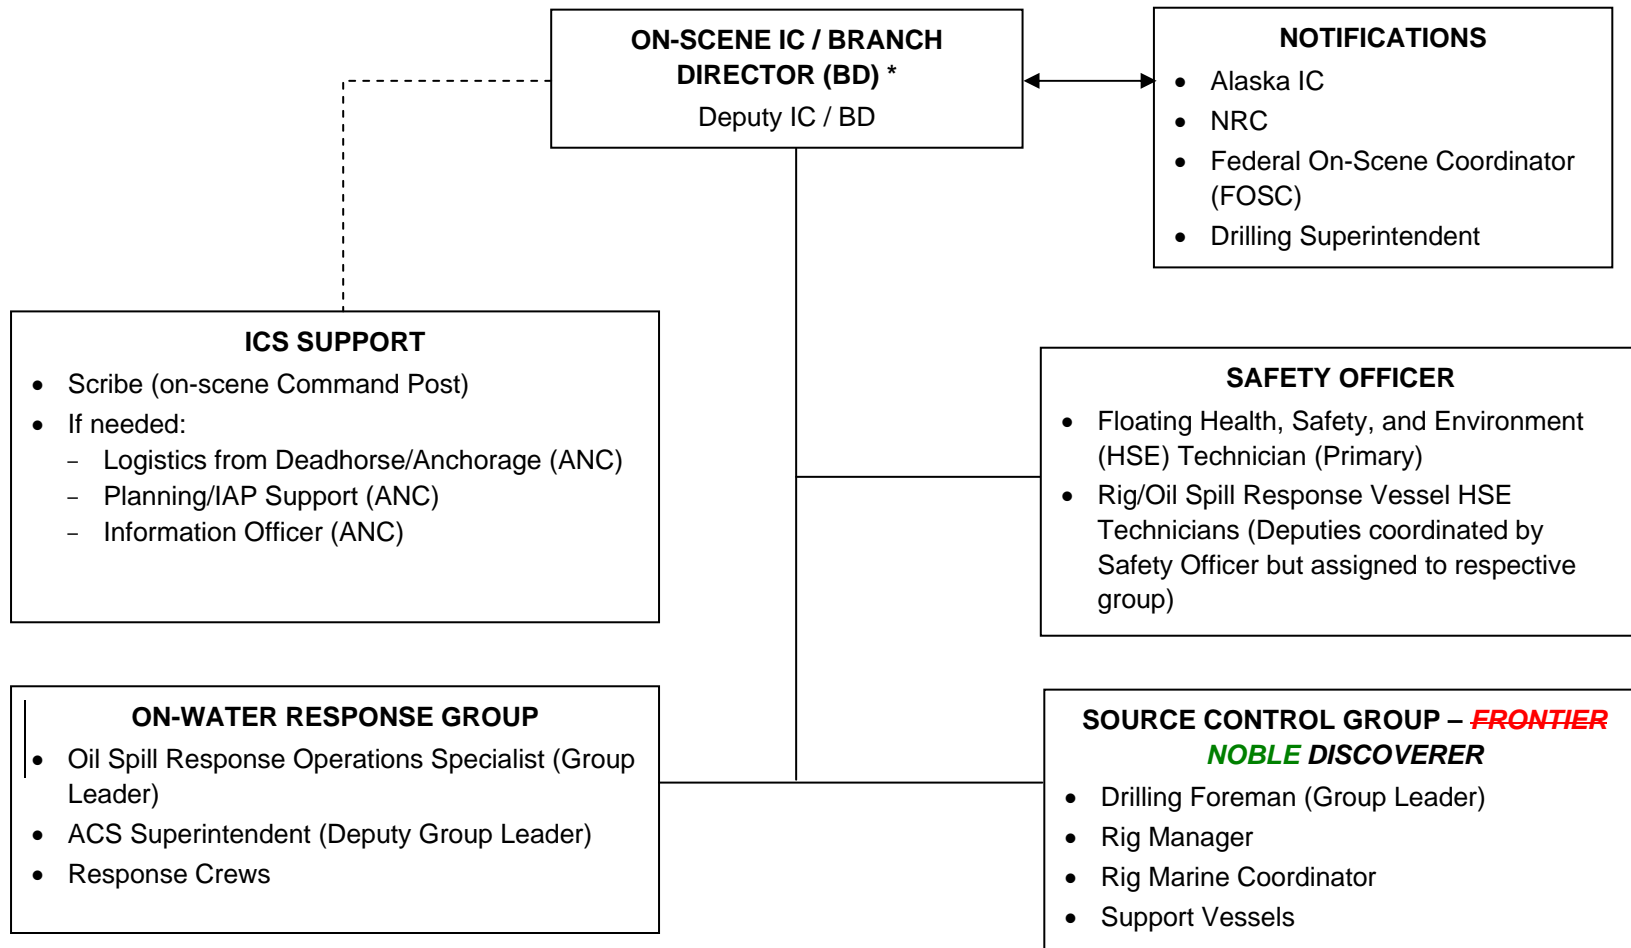 ON-SCENE IC / BRANCH
DIRECTOR (BD) *
Deputy IC / BD
NOTIFICATIONS
• Alaska IC
• NRC
• Federal On-Scene Coordinator
(FOSC)
• Drilling Superintendent
ICS SUPPORT
• Scribe (on-scene Command Post)
• If needed:
- Logistics from Deadhorse/Anchorage (ANC)
- Planning/IAP Support (ANC)
- Information Officer (ANC)
SAFETY OFFICER
• Floating Health, Safety, and Environment
(HSE) Technician (Primary)
• Rig/Oil Spill Response Vessel HSE
Technicians (Deputies coordinated by
Safety Officer but assigned to respective
group)
ON-WATER RESPONSE GROUP
• Oil Spill Response Operations Specialist (Group
Leader)
• ACS Superintendent (Deputy Group Leader)
• Response Crews
SOURCE CONTROL GROUP – FRONTIER
NOBLE DISCOVERER
• Drilling Foreman (Group Leader)
• Rig Manager
• Rig Marine Coordinator
• Support Vessels